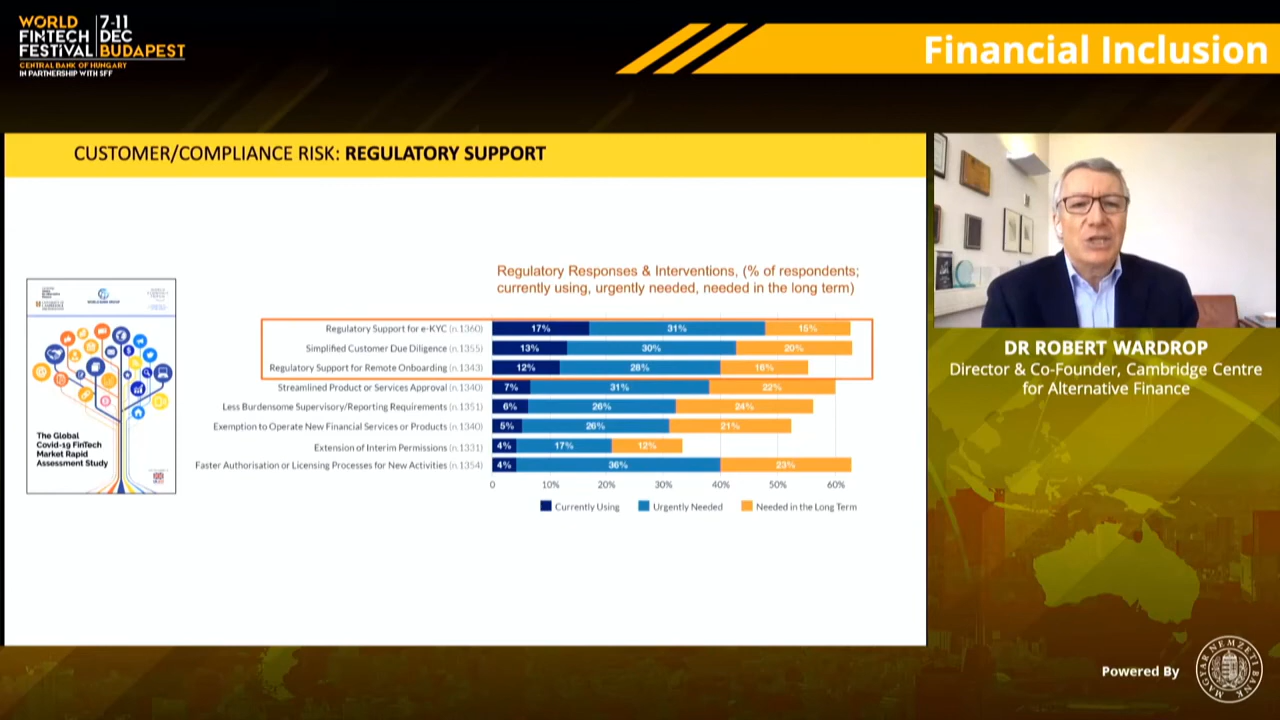 WORLD
FINTECH
FESTIVAL
7-11
DEC
BUDAPEST
CENTRAL BANK OF HUNGARY
IN PARTNERSHIP WITH SFF
Financial Inclusion
CUSTOMER/COMPLIANCE RISK: REGULATORY SUPPORT
Regulatory Responses & Interventions, (% of respondents;
currently using, urgently needed, needed in the long term)
Regulatory Support for e-KYC (n.1360) 17% 31% 15%
Simplified Customer Due Diligence (n.1355) 13% 30% 20%
Regulatory Support for Remote Onboarding (n.1343) 12% 28% 16%
Streamlined Product or Services Approval (n.1340) 7% 31% 22%
Less Burdensome Supervisory/Reporting Requirements (n.1351) 6% 26% 24%
Exemption to Operate New Financial Services or Products (n.1340) 5% 26% 21%
Extension of Interim Permissions (n.1331) 4% 17% 12%
Faster Authorisation or Licensing Processes for New Activities (n.1354) 4% 36% 23%
0 10% 20% 30% 40% 50% 60%
Currently Using Urgently Needed Needed in the Long Term
WORLD BANK GROUP
The Global
Covid-19 FinTech
Market Rapid
Assessment Study
DR ROBERT WARDROP
Director & Co-Founder, Cambridge Centre
for Alternative Finance
Powered By
MAGYAR NEMZETI BANK